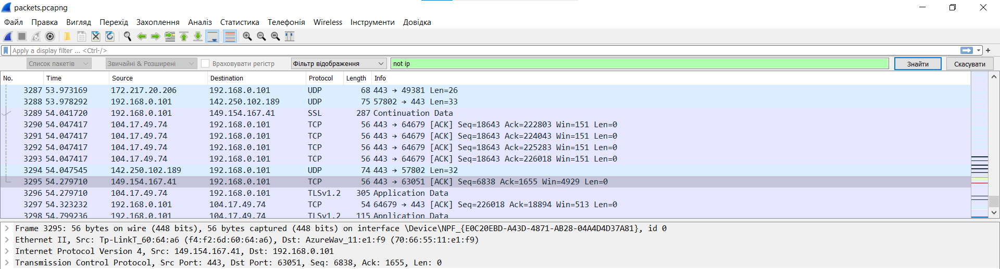 packets.pcapng
Файл Правка Вигляд Перехід Захоплення Аналіз Статистика Телефонія Wireless Інструменти Довідка
Apply a display filter ... <Ctrl-/>
Список пакетів Звичайні & Розширені Враховувати регістр Фільтр відображення not ip Знайти Скасувати
No. Time Source Destination Protocol Length Info
3287 53.973169 172.217.20.206 192.168.0.101 UDP 68 443 → 49381 Len=26
3288 53.978292 192.168.0.101 142.250.102.189 UDP 75 57802 → 443 Len=33
3289 54.041720 192.168.0.101 149.154.167.41 SSL 287 Continuation Data
3290 54.047417 104.17.49.74 192.168.0.101 TCP 56 443 → 64679 [ACK] Seq=18643 Ack=222803 Win=151 Len=0
3291 54.047417 104.17.49.74 192.168.0.101 TCP 56 443 → 64679 [ACK] Seq=18643 Ack=224043 Win=151 Len=0
3292 54.047417 104.17.49.74 192.168.0.101 TCP 56 443 → 64679 [ACK] Seq=18643 Ack=225283 Win=151 Len=0
3293 54.047417 104.17.49.74 192.168.0.101 TCP 56 443 → 64679 [ACK] Seq=18643 Ack=226018 Win=151 Len=0
3294 54.047545 142.250.102.189 192.168.0.101 UDP 74 443 → 57802 Len=32
3295 54.279710 149.154.167.41 192.168.0.101 TCP 56 443 → 63051 [ACK] Seq=6838 Ack=1655 Win=4929 Len=0
3296 54.279710 104.17.49.74 192.168.0.101 TLSv1.2 305 Application Data
3297 54.323232 192.168.0.101 104.17.49.74 TCP 54 64679 → 443 [ACK] Seq=226018 Ack=18894 Win=513 Len=0
3298 54.799236 192.168.0.101 104.17.49.74 TLSv1.2 115 Application Data
Frame 3295: 56 bytes on wire (448 bits), 56 bytes captured (448 bits) on interface \Device\NPF_{E0C20EBD-A43D-4871-AB28-04A4D4D37A81}, id 0
Ethernet II, Src: Tp-LinkT_60:64:a6 (f4:f2:6d:60:64:a6), Dst: AzureWav_11:e1:f9 (70:66:55:11:e1:f9)
Internet Protocol Version 4, Src: 149.154.167.41, Dst: 192.168.0.101
Transmission Control Protocol, Src Port: 443, Dst Port: 63051, Seq: 6838, Ack: 1655, Len: 0